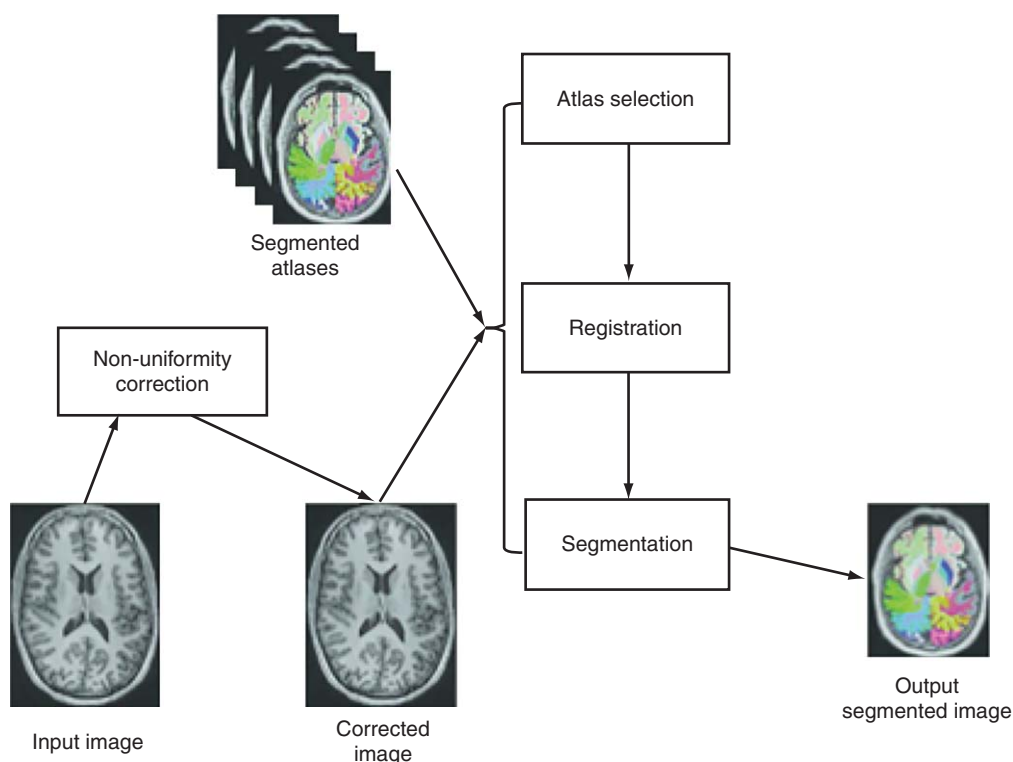 Atlas selection
Segmented
atlases
Registration
Non-uniformity
correction
Segmentation
Output
segmented image
Corrected
image
Input image